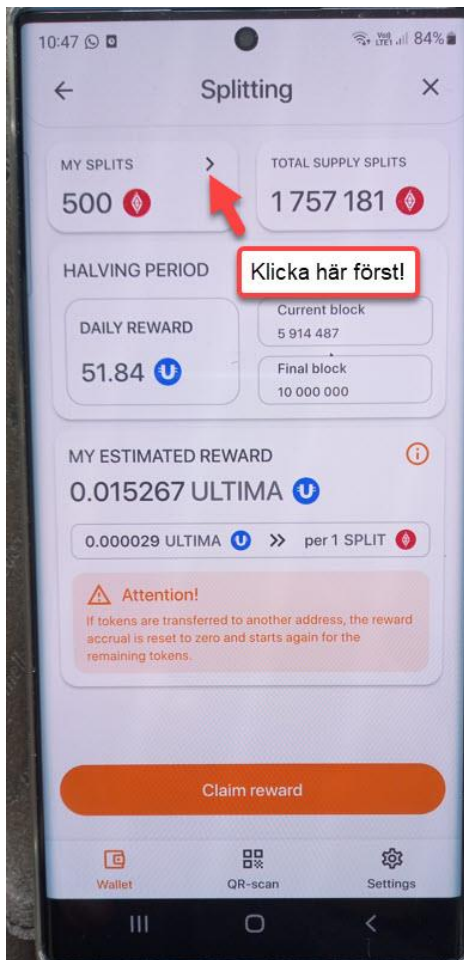 10:47 84%
Splitting
MY SPLITS
500
TOTAL SUPPLY SPLITS
1 757 181
Klicka här först!
HALVING PERIOD
DAILY REWARD
51.84
Current block
5 914 487
Final block
10 000 000
MY ESTIMATED REWARD
0.015267 ULTIMA
0.000029 ULTIMA per 1 SPLIT
Attention!
If tokens are transferred to another address, the reward
accrual is reset to zero and starts again for the
remaining tokens.
Claim reward
Wallet QR-scan Settings